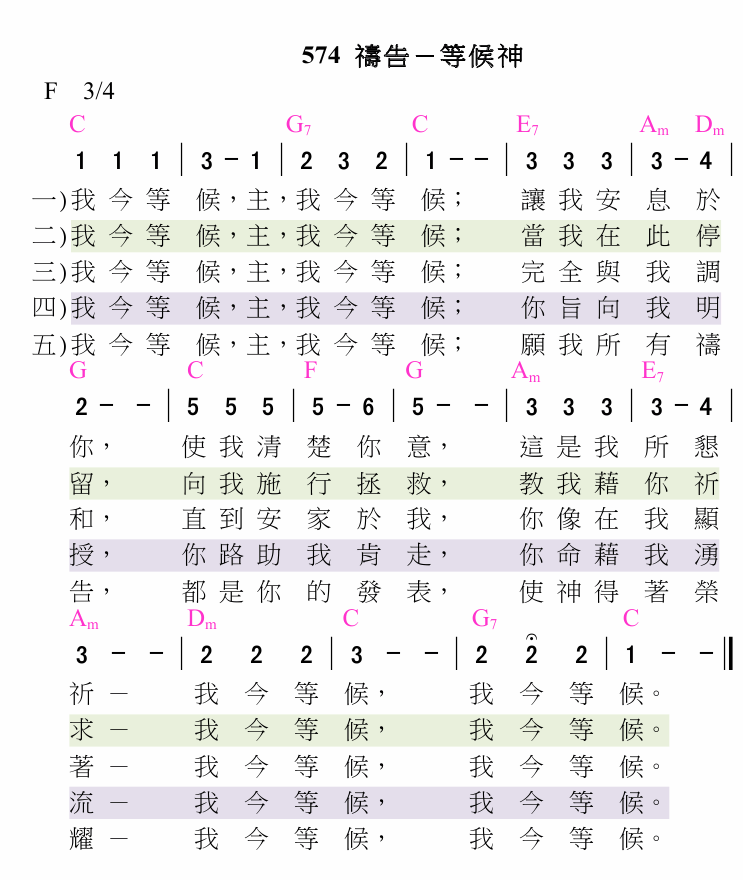 574 禱告－等候神
F 3/4
C G7 C E7 Am Dm
1 1 1 | 3 - 1 | 2 3 2 | 1 - - | 3 3 3 | 3 - 4 |
一)我今等候，主，我今等候； 讓我安息於
二)我今等候，主，我今等候； 當我在此停
三)我今等候，主，我今等候； 完全與我調
四)我今等候，主，我今等候； 你旨向我明
五)我今等候，主，我今等候； 願我所有禱
G C F G Am E7
2 - - | 5 5 5 | 5 - 6 | 5 - - | 3 3 3 | 3 - 4 |
你， 使我清楚你意， 這是我所懇
留， 向我施行拯救， 教我藉你祈
和， 直到安家於我， 你像在我顯
授， 你路助我肯走， 你命藉我湧
告， 都是你的發表， 使神得著榮
Am Dm C G7 C
3 - - | 2 2 2 | 3 - - | 2 2 2 | 1 - - ‖
祈－ 我今等候， 我今等候。
求－ 我今等候， 我今等候。
著－ 我今等候， 我今等候。
流－ 我今等候， 我今等候。
耀－ 我今等候， 我今等候。